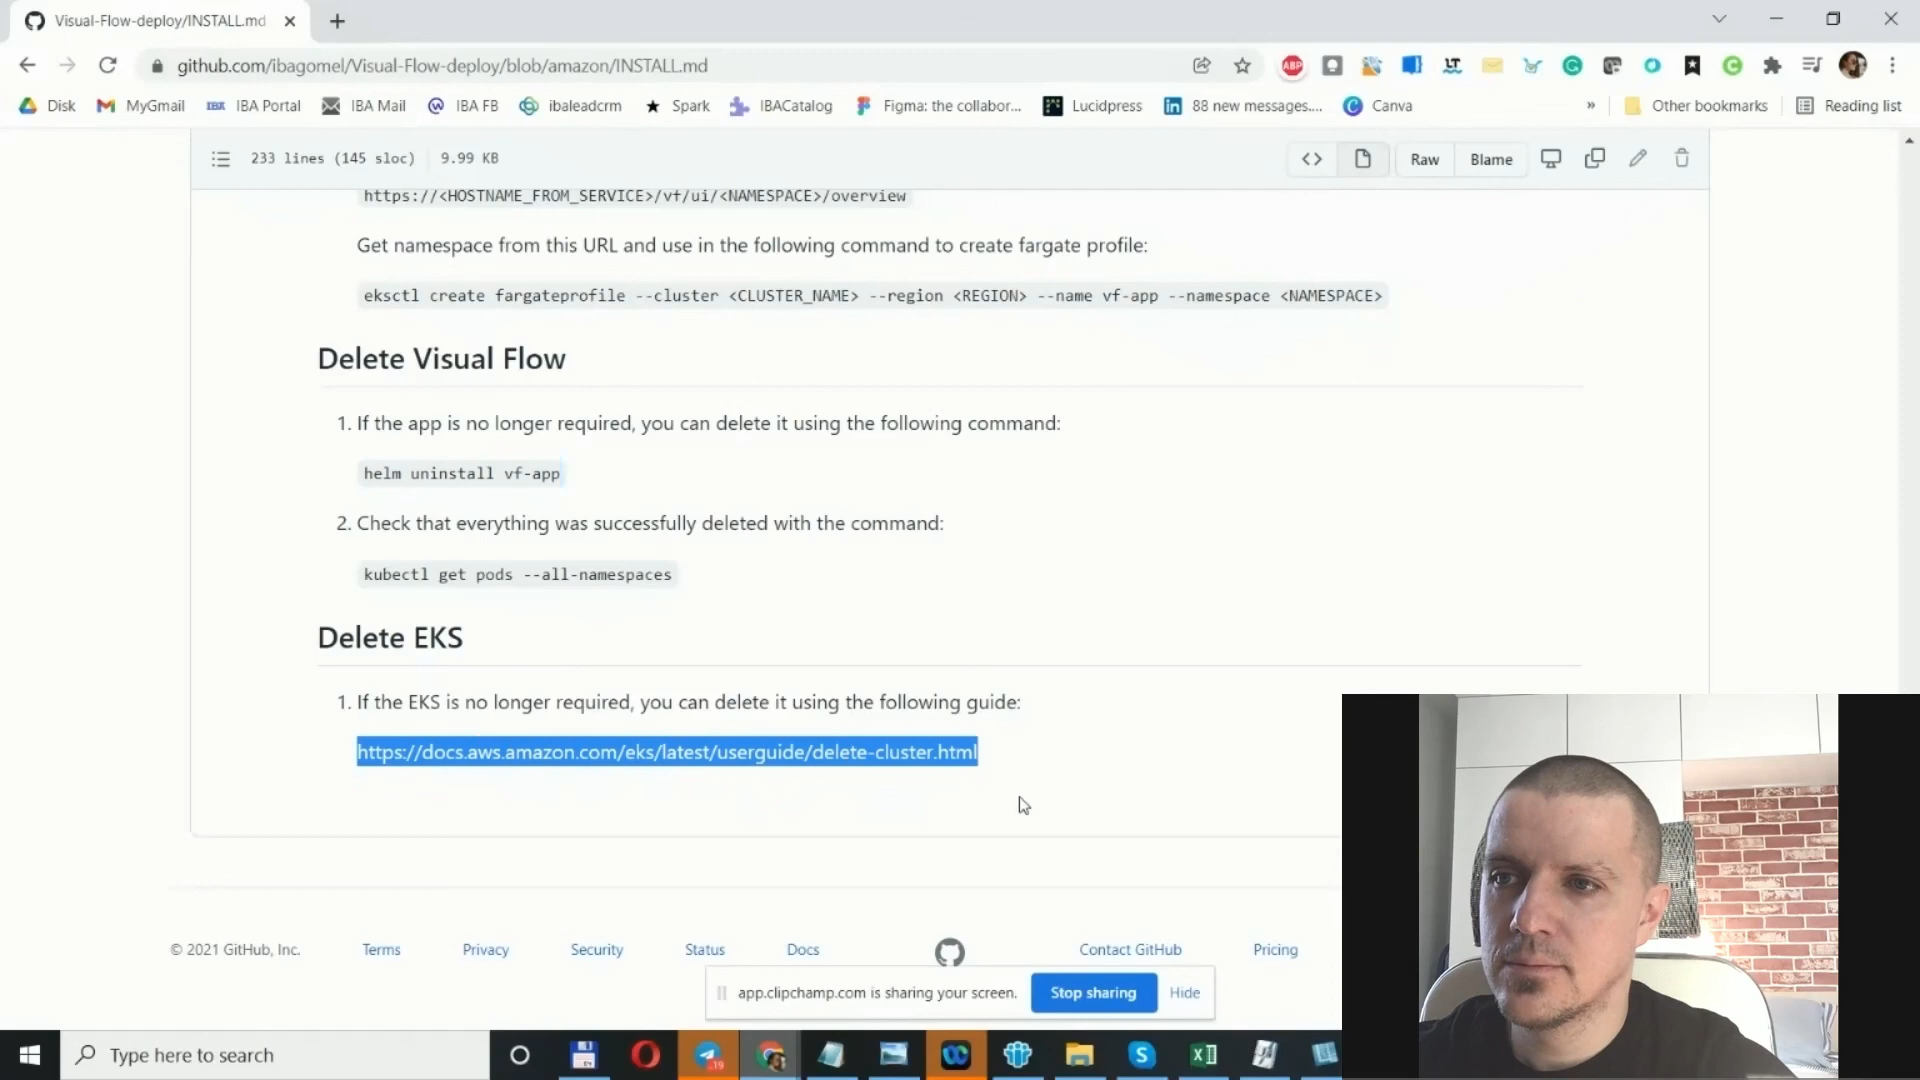 Visual-Flow-deploy/INSTALL.md
github.com/ibagomel/Visual-Flow-deploy/blob/amazon/INSTALL.md
ABP
LT
Disk
MyGmail
IBA Portal
IBA Mail
IBA FB
ibaleadcrm
Spark
IBACatalog
Figma: the collabor...
Lucidpress
88 new messages....
Canva
»
Other bookmarks
Reading list
233 lines (145 sloc)
9.99 KB
Raw
Blame
https://<HOSTNAME_FROM_SERVICE>/vf/ui/<NAMESPACE>/overview
Get namespace from this URL and use in the following command to create fargate profile:
eksctl create fargateprofile --cluster <CLUSTER_NAME> --region <REGION> --name vf-app --namespace <NAMESPACE>
Delete Visual Flow
1. If the app is no longer required, you can delete it using the following command:
helm uninstall vf-app
2. Check that everything was successfully deleted with the command:
kubectl get pods --all-namespaces
Delete EKS
1. If the EKS is no longer required, you can delete it using the following guide:
https://docs.aws.amazon.com/eks/latest/userguide/delete-cluster.html
© 2021 GitHub, Inc.
Terms
Privacy
Security
Status
Docs
Contact GitHub
Pricing
app.clipchamp.com is sharing your screen.
Stop sharing
Hide
Type here to search
19